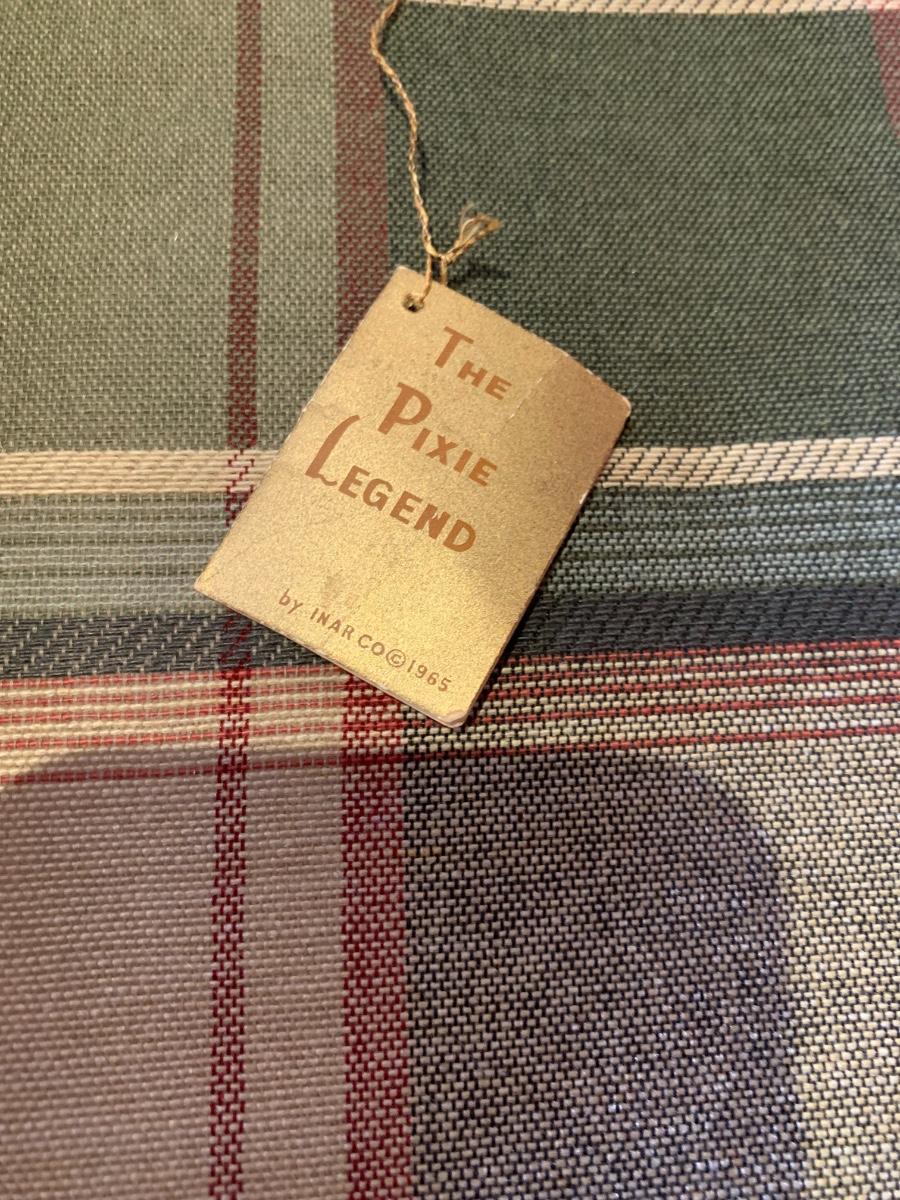 THE
PIXIE
LEGEND
by INARCO©1965